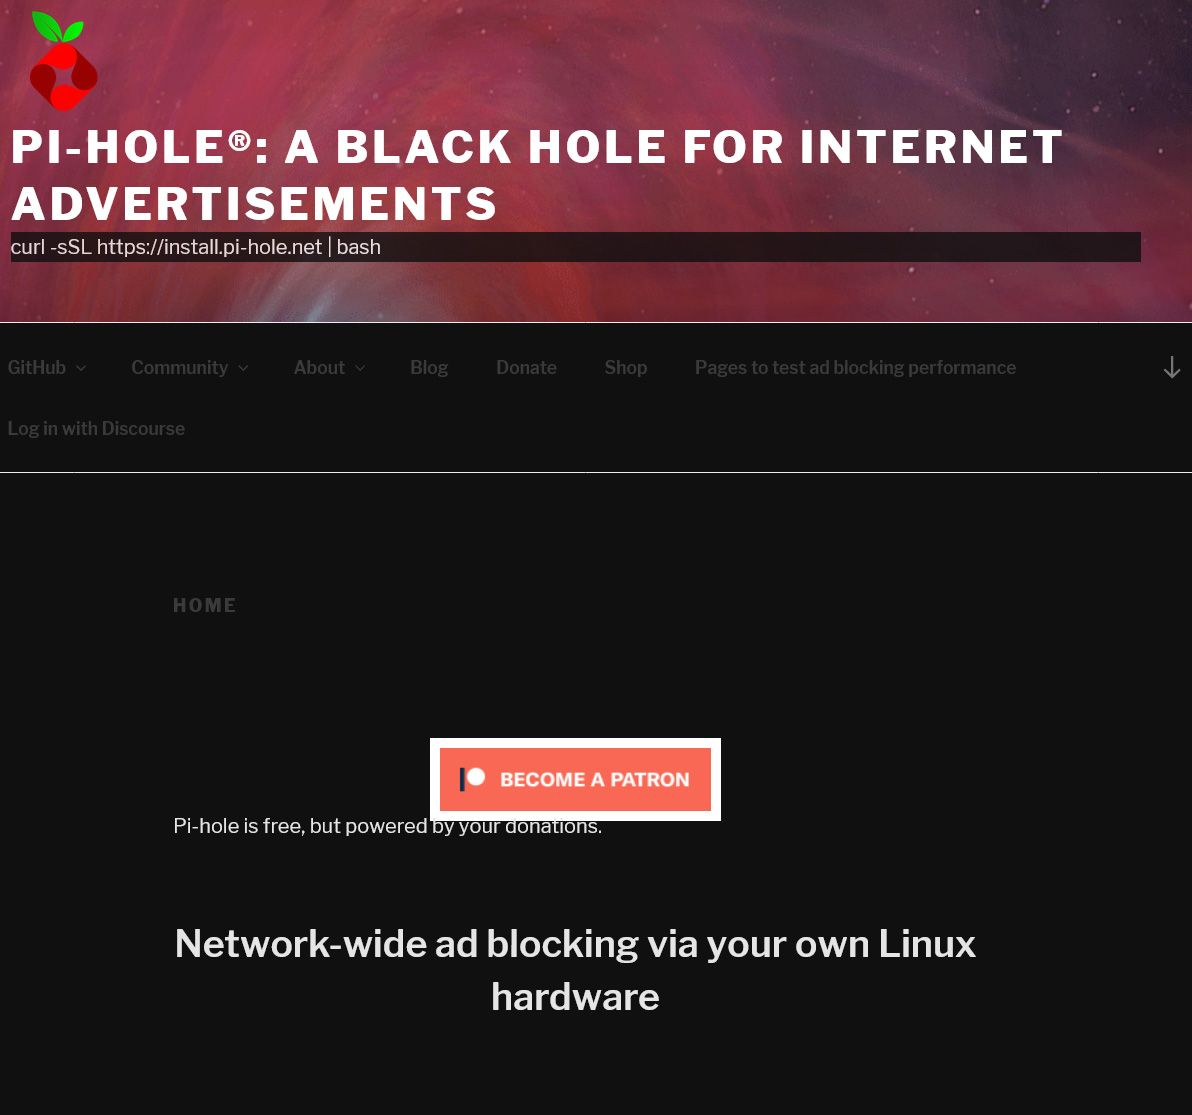 PI-HOLE®: A BLACK HOLE FOR INTERNET
ADVERTISEMENTS
curl -sSL https://install.pi-hole.net | bash
GitHub Community About Blog Donate Shop Pages to test ad blocking performance
Log in with Discourse
HOME
BECOME A PATRON
Pi-hole is free, but powered by your donations.
Network-wide ad blocking via your own Linux
hardware